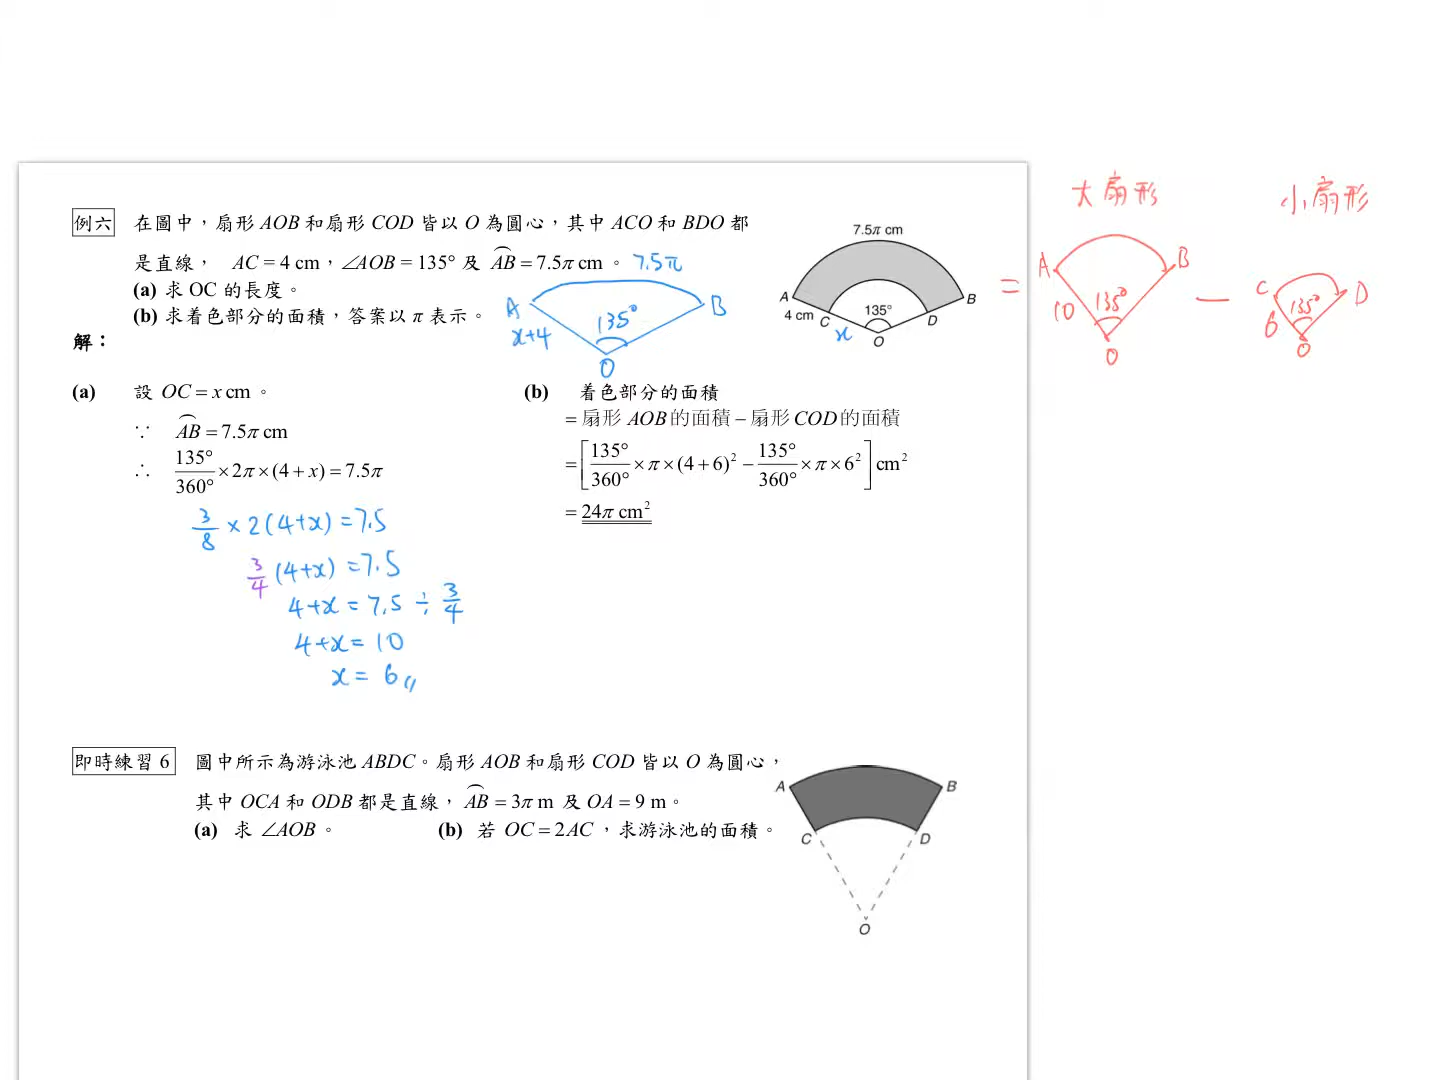 例六 在圖中，扇形 AOB 和扇形 COD 皆以 O 為圓心，其中 ACO 和 BDO 都
是直線， AC = 4 cm，∠AOB = 135° 及 ⌒AB = 7.5π cm 。 7.5π
(a) 求 OC 的長度。
(b) 求着色部分的面積，答案以 π 表示。
解：
A
B
x+4
135°
O
7.5π cm
A
B
4 cm
C
D
135°
x
O
=
大扇形
A
B
10
135°
O
—
小扇形
C
D
6
135°
O
(a) 設 OC = x cm 。
∵ ⌒AB = 7.5π cm
∴ 135°/360° × 2π × (4 + x) = 7.5π
3/8 × 2(4+x) = 7.5
3/4 (4+x) = 7.5
4+x = 7.5 ÷ 3/4
4+x = 10
x = 6 〃
(b) 着色部分的面積
= 扇形 AOB 的面積 − 扇形 COD 的面積
= [135°/360° × π × (4 + 6)² − 135°/360° × π × 6²] cm²
= 24π cm²
即時練習 6 圖中所示為游泳池 ABDC。扇形 AOB 和扇形 COD 皆以 O 為圓心，
其中 OCA 和 ODB 都是直線，⌒AB = 3π m 及 OA = 9 m。
(a) 求 ∠AOB 。 (b) 若 OC = 2AC ，求游泳池的面積。
A
B
C
D
O